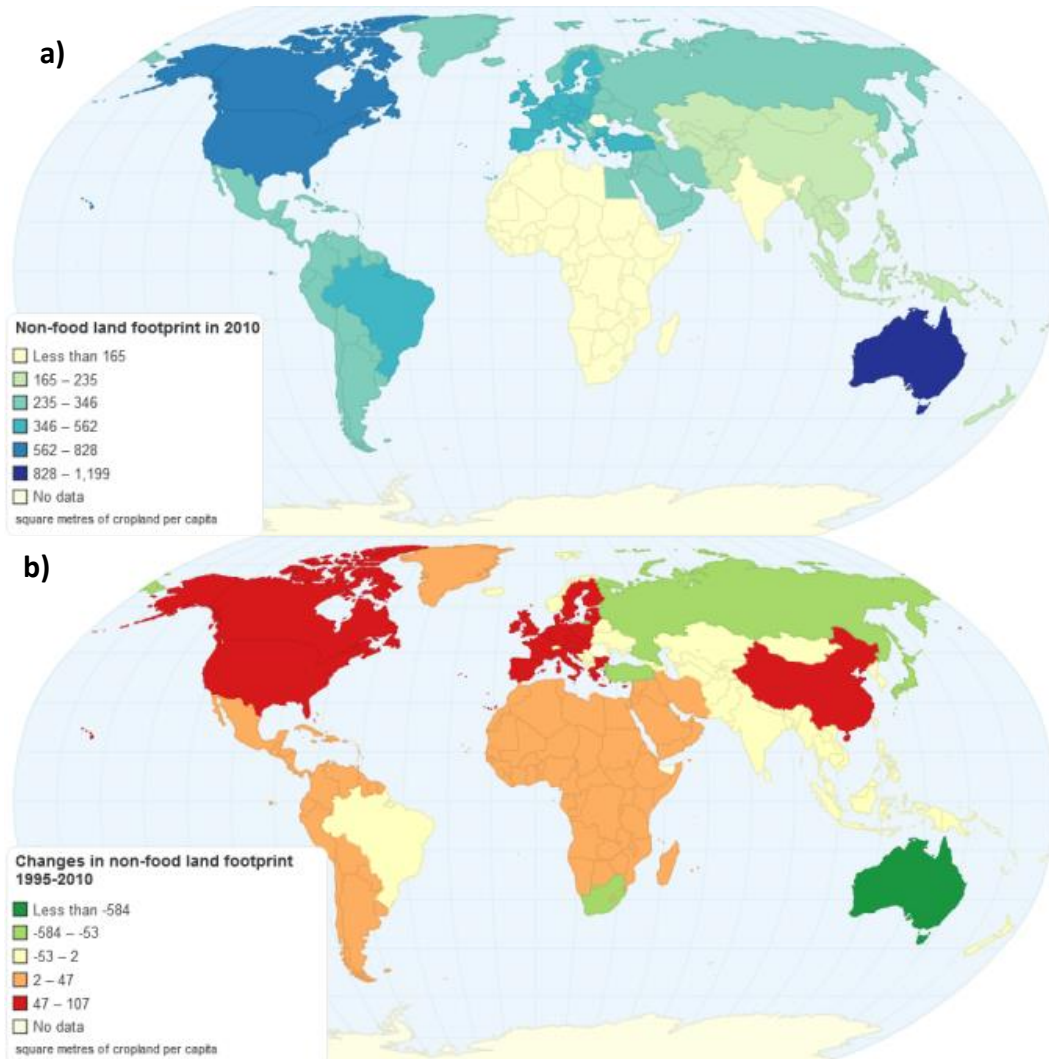 a)
Non-food land footprint in 2010
Less than 165
165 – 235
235 – 346
346 – 562
562 – 828
828 – 1,199
No data
square metres of cropland per capita
b)
Changes in non-food land footprint
1995-2010
Less than -584
-584 – -53
-53 – 2
2 – 47
47 – 107
No data
square metres of cropland per capita